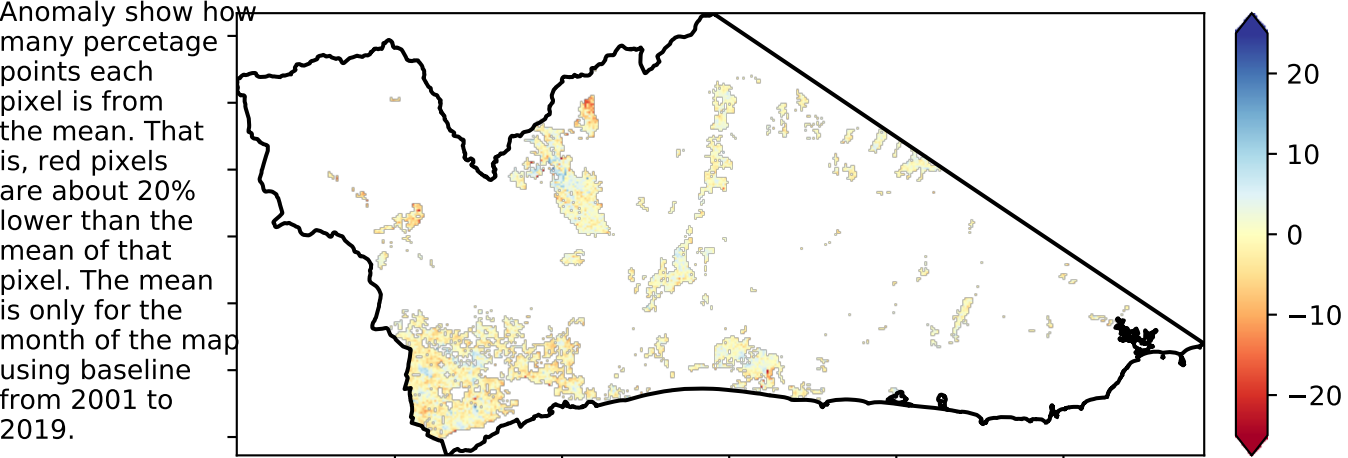 Anomaly show how
many percetage
points each
pixel is from
the mean. That
is, red pixels
are about 20%
lower than the
mean of that
pixel. The mean
is only for the
month of the map
using baseline
from 2001 to
2019.
20
10
0
−10
−20